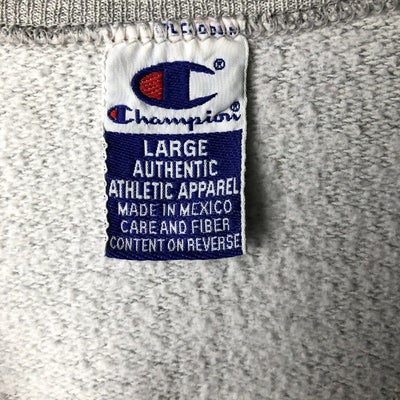 C®
Champion®
LARGE
AUTHENTIC
ATHLETIC APPAREL
MADE IN MEXICO
CARE AND FIBER
CONTENT ON REVERSE